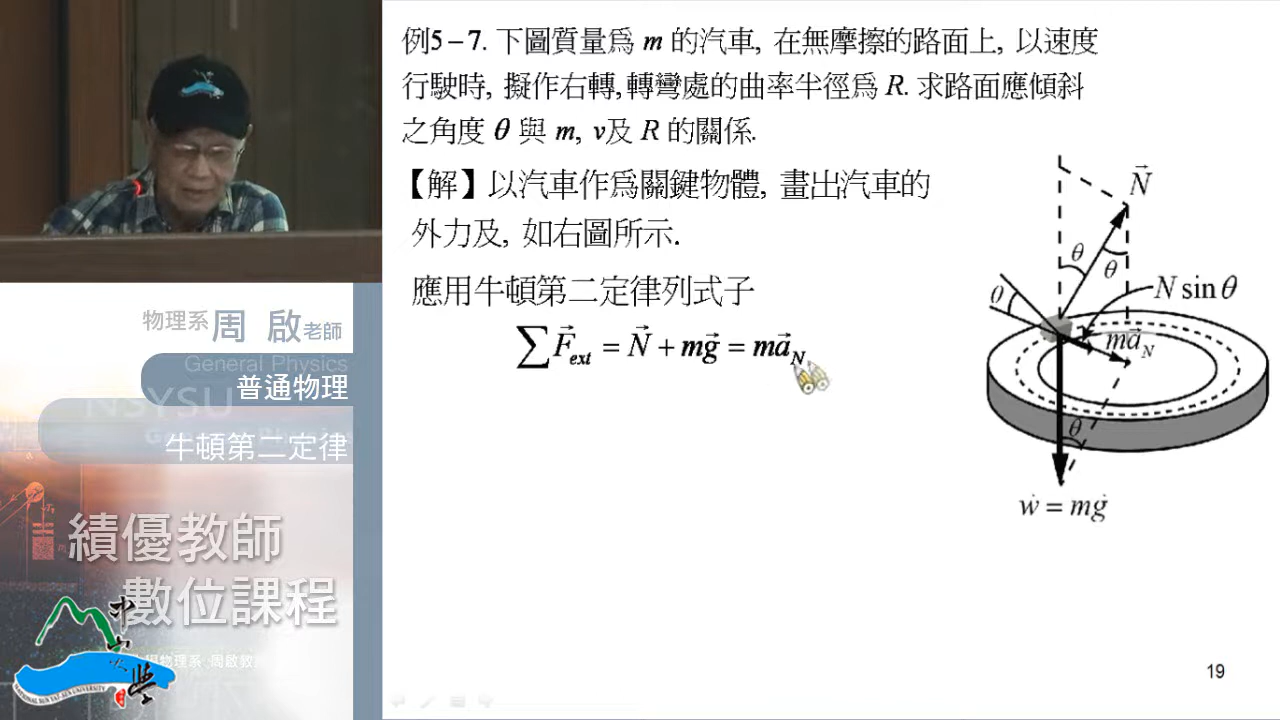 例5－7. 下圖質量爲 m 的汽車, 在無摩擦的路面上, 以速度
行駛時, 擬作右轉, 轉彎處的曲率半徑爲 R. 求路面應傾斜
之角度 θ 與 m, v及 R 的關係.
【解】以汽車作爲關鍵物體, 畫出汽車的
外力及, 如右圖所示.
應用牛頓第二定律列式子
∑F⃗ext = N⃗ + mg⃗ = ma⃗N
N⃗
θ
θ
θ
N sin θ
ma⃗N
θ
w⃗ = mg⃗
物理系 周 啟 老師
General Physics
普通物理
NSYSU
牛頓第二定律
績優教師
數位課程
19